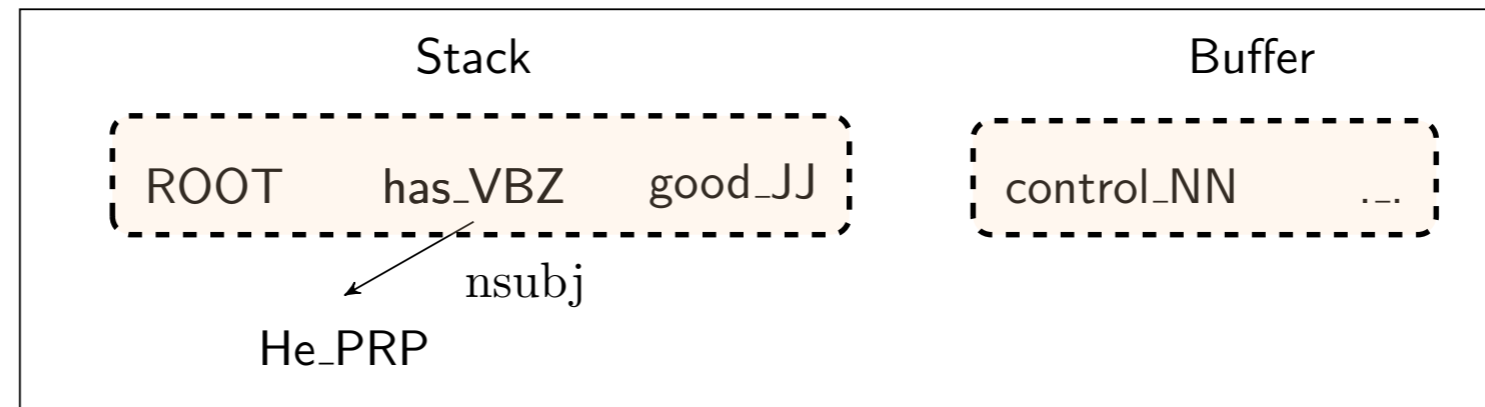 Stack Buffer
ROOT has_VBZ good_JJ control_NN ._.
nsubj
He_PRP